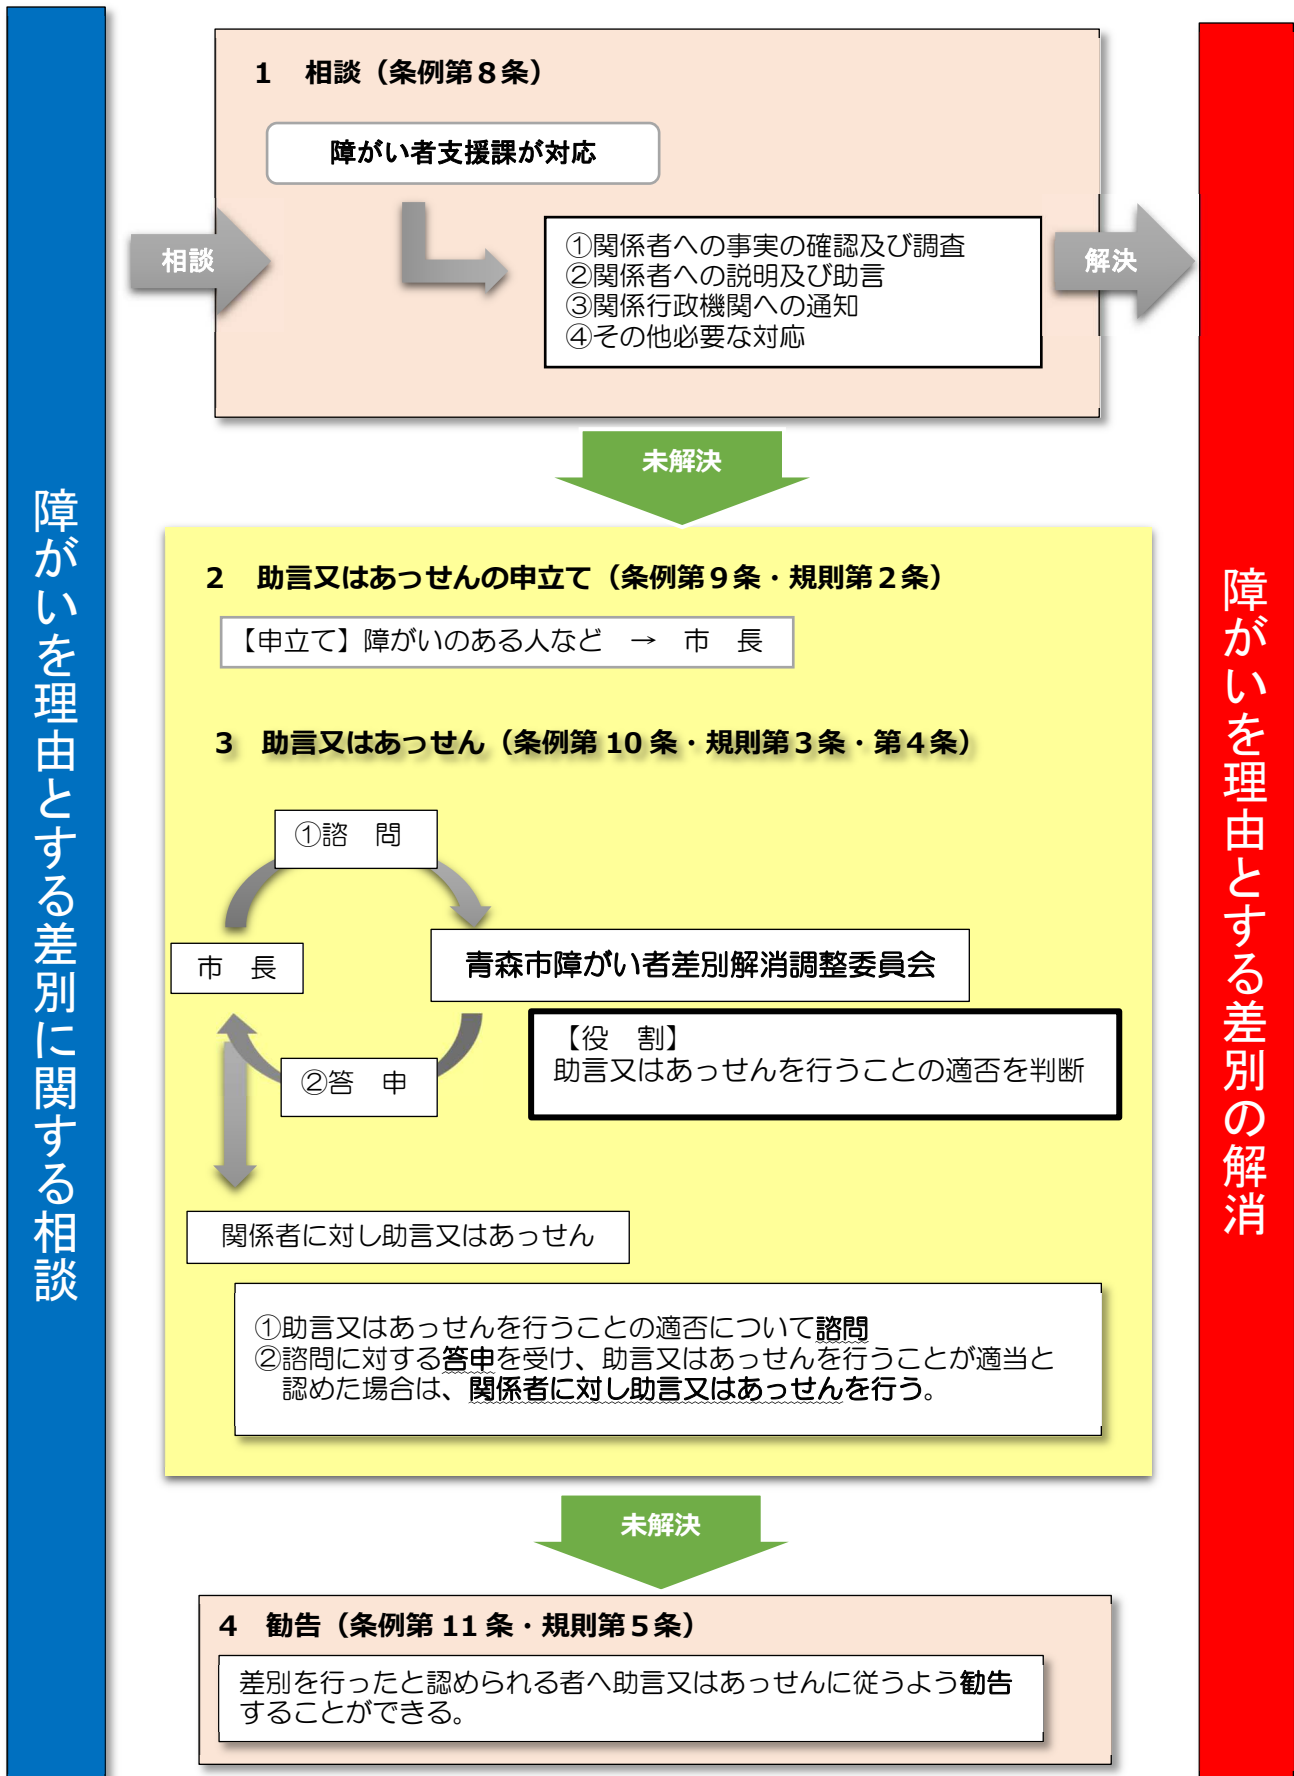 障がいを理由とする差別に関する相談
1　相談（条例第８条）
障がい者支援課が対応
相談
①関係者への事実の確認及び調査
②関係者への説明及び助言
③関係行政機関への通知
④その他必要な対応
解決
未解決
2　助言又はあっせんの申立て（条例第９条・規則第２条）
【申立て】障がいのある人など　→　市　長
3　助言又はあっせん（条例第 10 条・規則第３条・第４条）
①諮　問
市　長
青森市障がい者差別解消調整委員会
【役　割】
助言又はあっせんを行うことの適否を判断
②答　申
関係者に対し助言又はあっせん
①助言又はあっせんを行うことの適否について諮問
②諮問に対する答申を受け、助言又はあっせんを行うことが適当と
認めた場合は、関係者に対し助言又はあっせんを行う。
未解決
4　勧告（条例第 11 条・規則第５条）
差別を行ったと認められる者へ助言又はあっせんに従うよう勧告
することができる。
障がいを理由とする差別の解消